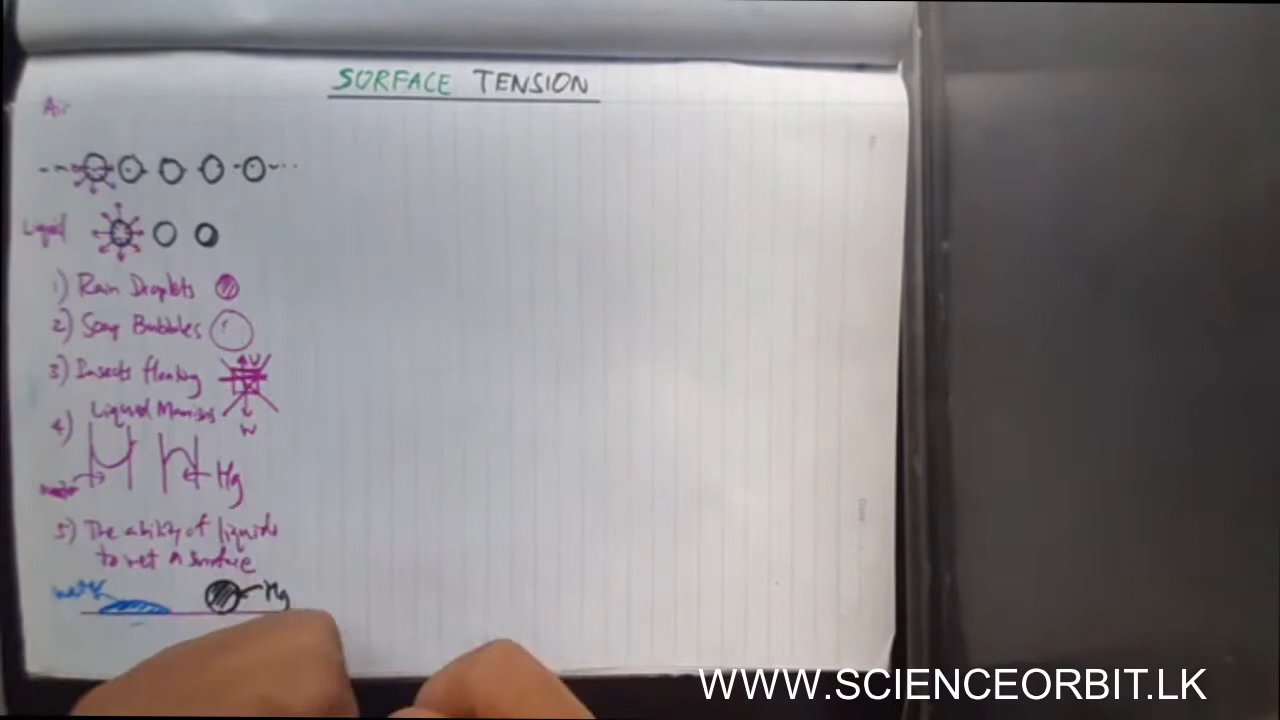 SURFACE TENSION
Air
Liquid
1) Rain Droplets
2) Soap Bubbles
3) Insects floating
U
W
4) Liquid Meniscus
water
Hg
5) The ability of liquids
to wet a surface
water
Hg
WWW.SCIENCEORBIT.LK